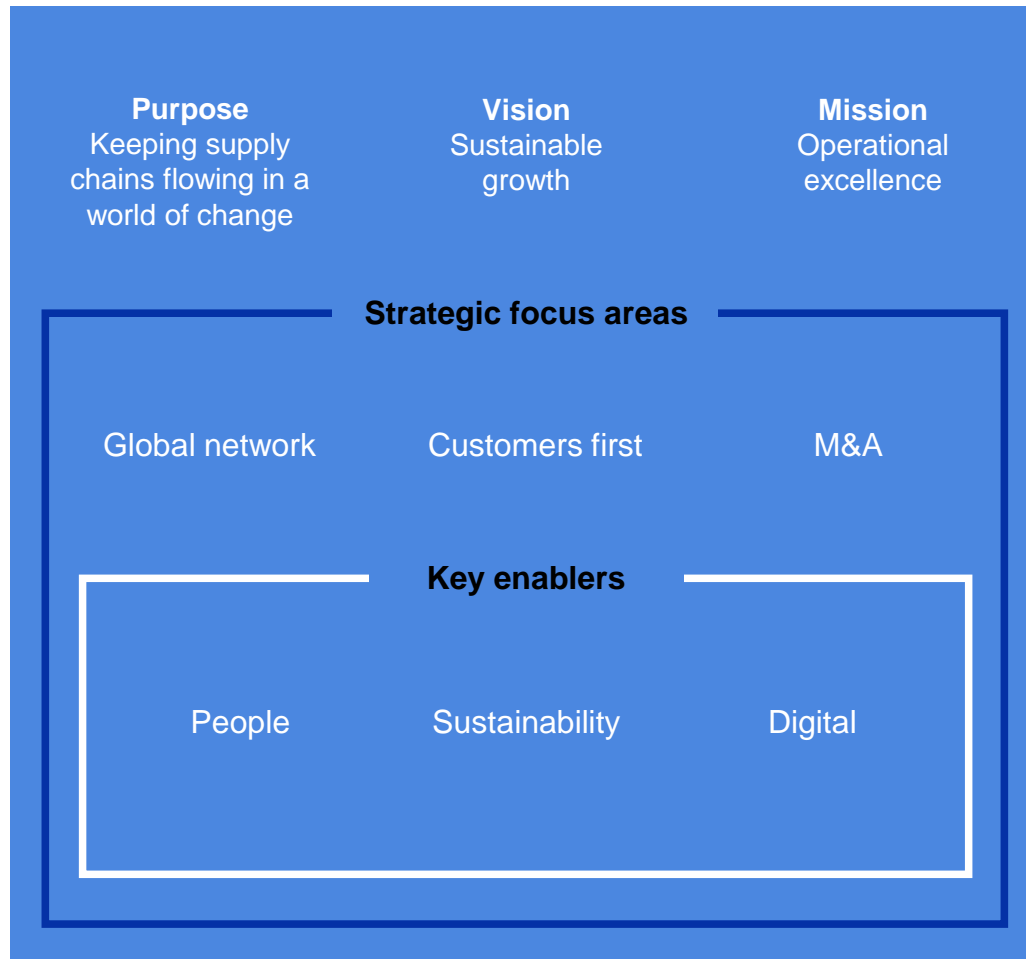 Purpose
Keeping supply
chains flowing in a
world of change
Vision
Sustainable
growth
Mission
Operational
excellence
Strategic focus areas
Global network
Customers first
M&A
Key enablers
People
Sustainability
Digital